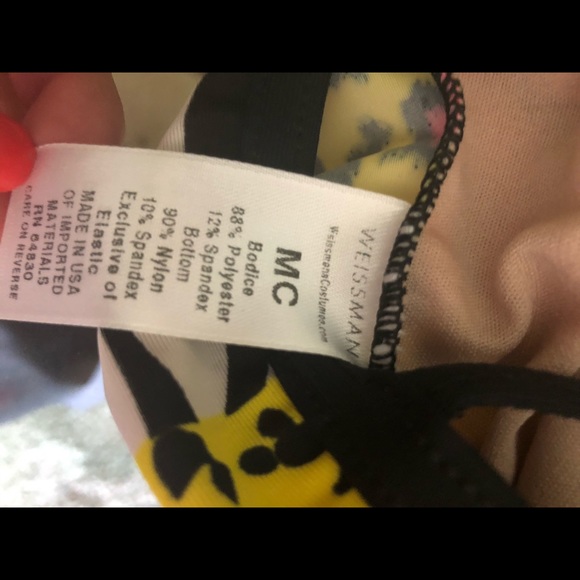 WEISSMAN
WeissmansCostumes.com
MC
Bodice
88% Polyester
12% Spandex
Bottom
90% Nylon
10% Spandex
Exclusive of
Elastic
MADE IN USA
OF IMPORTED
MATERIALS
RN 64830
CARE ON REVERSE